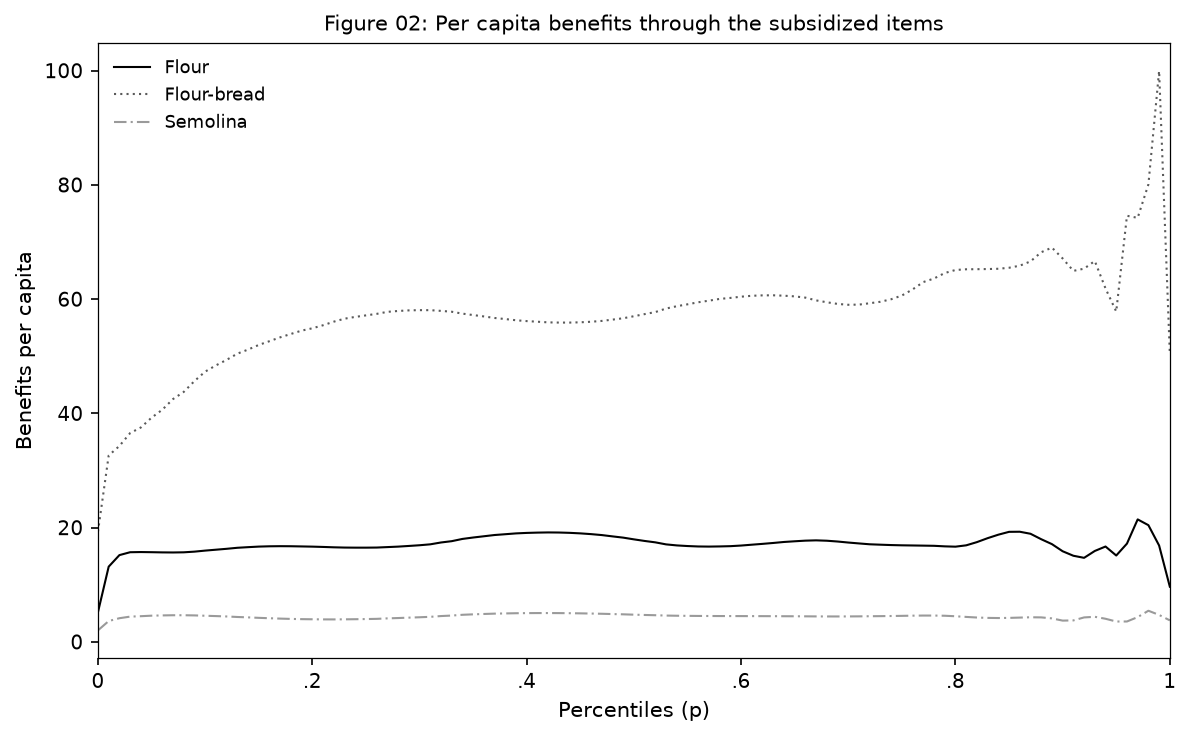 Figure 02: Per capita benefits through the subsidized items
Flour
Flour-bread
Semolina
Benefits per capita
100
80
60
40
20
0
0 .2 .4 .6 .8 1
Percentiles (p)